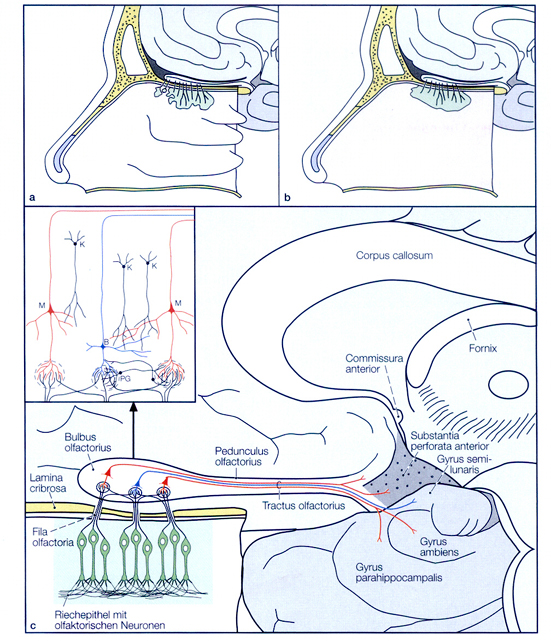 a
b
K
K
K
M
M
B
PG
Corpus callosum
Fornix
Commissura
anterior
Substantia
perforata anterior
Gyrus semi-
lunaris
Bulbus
olfactorius
Pedunculus
olfactorius
Lamina
cribrosa
Tractus olfactorius
Fila
olfactoria
Gyrus
ambiens
Gyrus
parahippocampalis
Riechepithel mit
olfaktorischen Neuronen
c